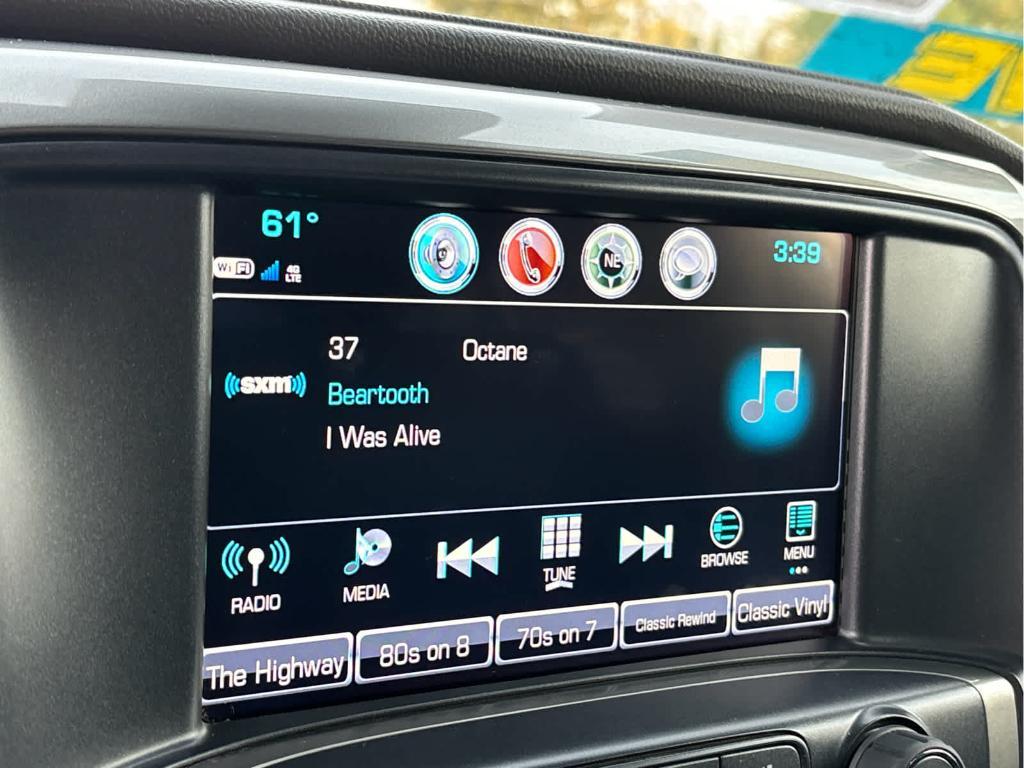 61°
3:39
WiFi 4G LTE
NE
37 Octane
((sxm))
Beartooth
I Was Alive
RADIO
MEDIA
TUNE
BROWSE
MENU
The Highway
80s on 8
70s on 7
Classic Rewind
Classic Vinyl